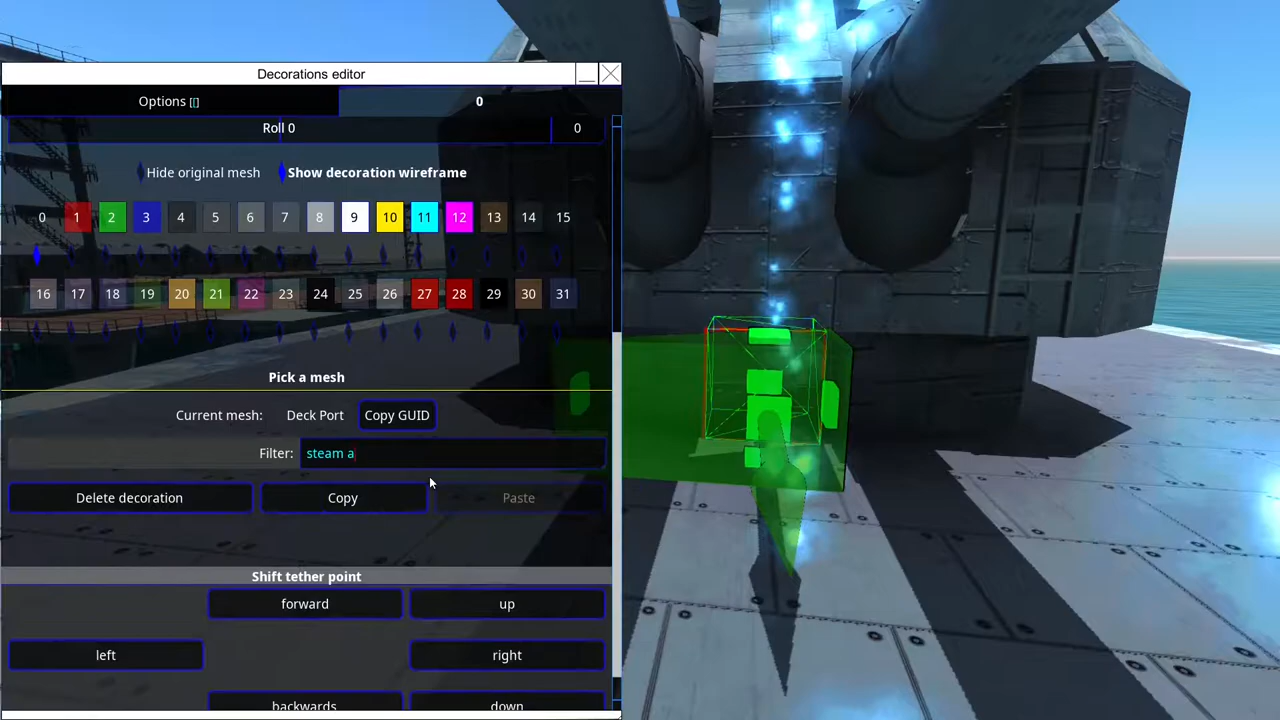 Decorations editor
Options [[] 0
Roll 0 0
Hide original mesh Show decoration wireframe
0 1 2 3 4 5 6 7 8 9 10 11 12 13 14 15
16 17 18 19 20 21 22 23 24 25 26 27 28 29 30 31
Pick a mesh
Current mesh: Deck Port Copy GUID
Filter: steam a
Delete decoration Copy Paste
Shift tether point
forward up
left right
backwards down